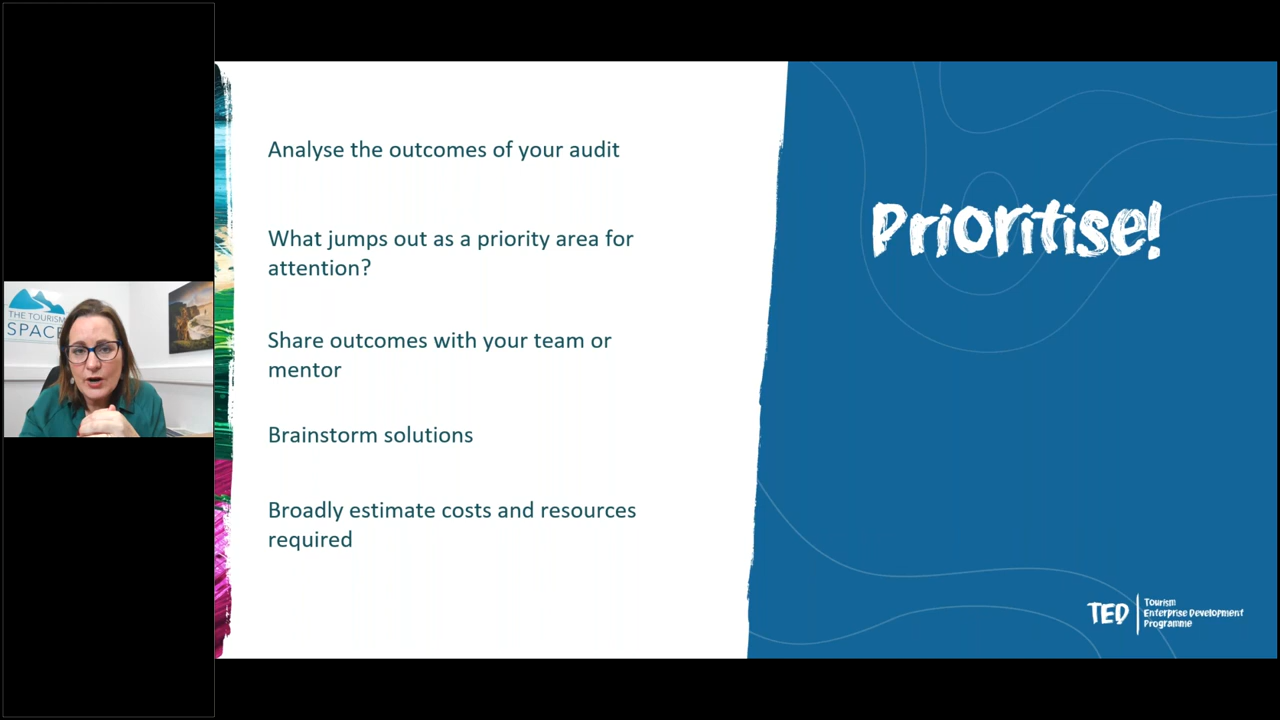 THE TOURISM
SPACE
Analyse the outcomes of your audit
What jumps out as a priority area for
attention?
Share outcomes with your team or
mentor
Brainstorm solutions
Broadly estimate costs and resources
required
Prioritise!
TED
Tourism
Enterprise Development
Programme